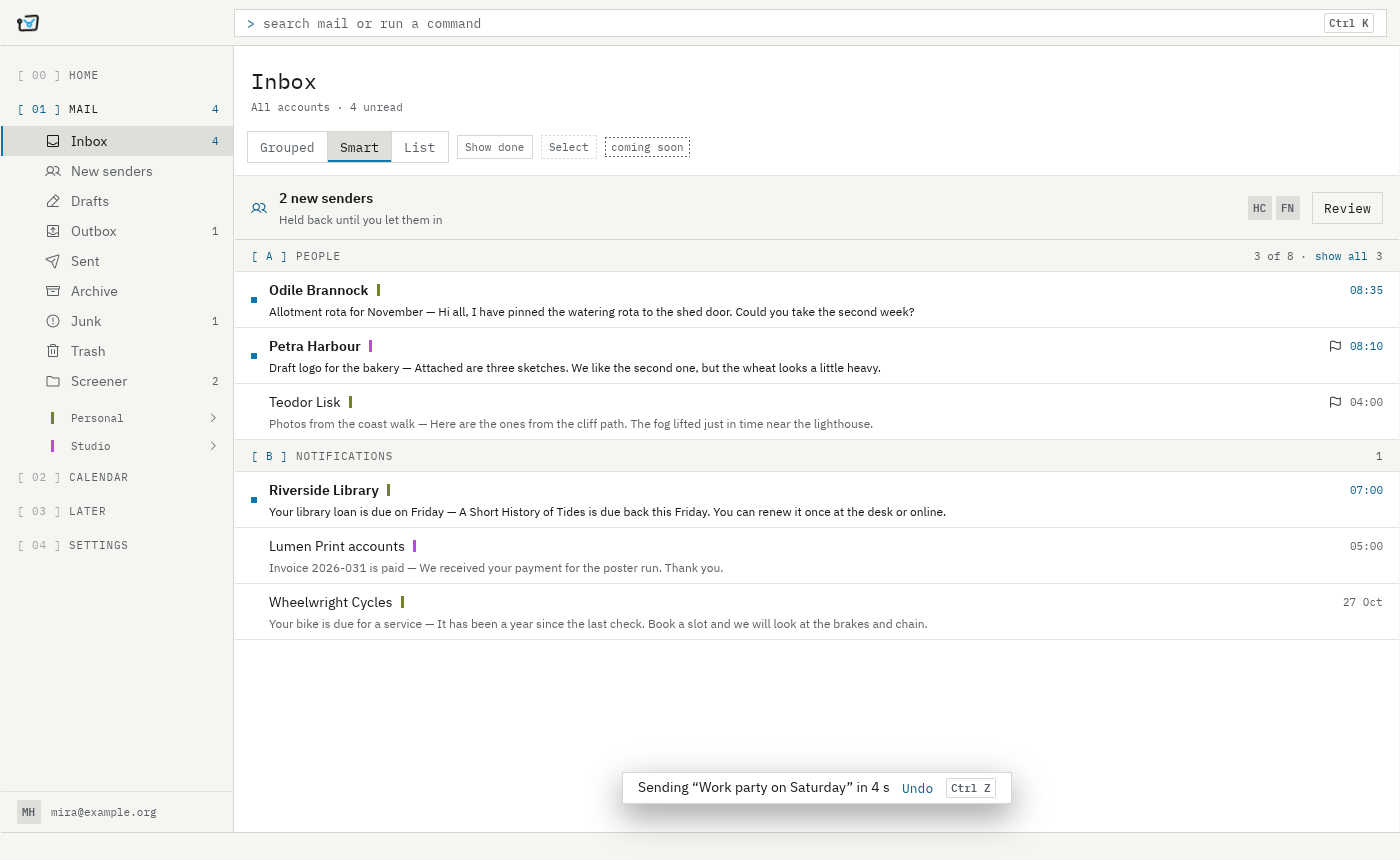 > search mail or run a command
Ctrl K
[ 00 ] HOME
[ 01 ] MAIL 4
Inbox 4
New senders
Drafts
Outbox 1
Sent
Archive
Junk 1
Trash
Screener 2
Personal
Studio
[ 02 ] CALENDAR
[ 03 ] LATER
[ 04 ] SETTINGS
MH mira@example.org
Inbox
All accounts · 4 unread
Grouped Smart List Show done Select coming soon
2 new senders
Held back until you let them in
HC FN Review
[ A ] PEOPLE 3 of 8 · show all 3
Odile Brannock 08:35
Allotment rota for November — Hi all, I have pinned the watering rota to the shed door. Could you take the second week?
Petra Harbour 08:10
Draft logo for the bakery — Attached are three sketches. We like the second one, but the wheat looks a little heavy.
Teodor Lisk 04:00
Photos from the coast walk — Here are the ones from the cliff path. The fog lifted just in time near the lighthouse.
[ B ] NOTIFICATIONS 1
Riverside Library 07:00
Your library loan is due on Friday — A Short History of Tides is due back this Friday. You can renew it once at the desk or online.
Lumen Print accounts 05:00
Invoice 2026-031 is paid — We received your payment for the poster run. Thank you.
Wheelwright Cycles 27 Oct
Your bike is due for a service — It has been a year since the last check. Book a slot and we will look at the brakes and chain.
Sending “Work party on Saturday” in 4 s Undo Ctrl Z